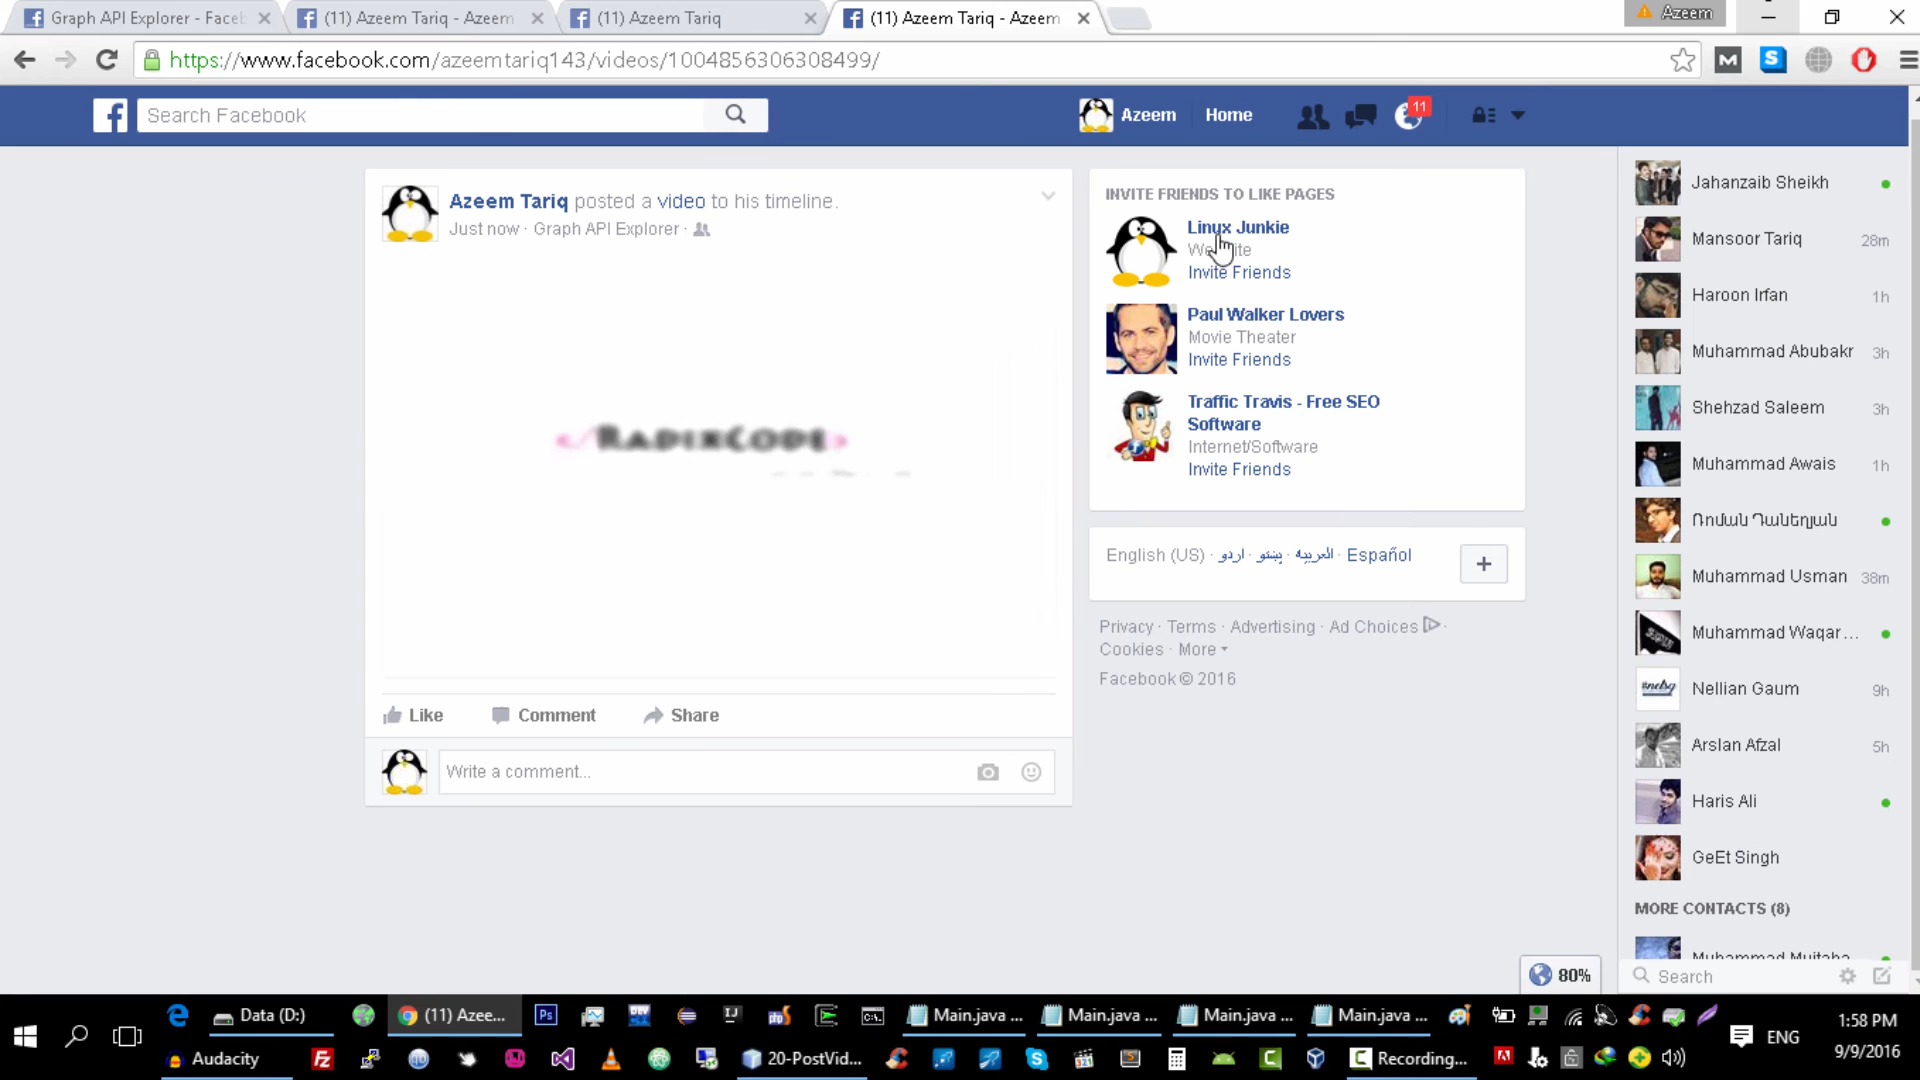 Graph API Explorer - Faceb
(11) Azeem Tariq - Azeem
(11) Azeem Tariq
(11) Azeem Tariq - Azeem
Azeem
https://www.facebook.com/azeemtariq143/videos/1004856306308499/
Search Facebook
Azeem
Home
11
Azeem Tariq posted a video to his timeline.
Just now · Graph API Explorer ·
</RadixCode>
Like
Comment
Share
Write a comment...
INVITE FRIENDS TO LIKE PAGES
Linux Junkie
Website
Invite Friends
Paul Walker Lovers
Movie Theater
Invite Friends
Traffic Travis - Free SEO
Software
Internet/Software
Invite Friends
English (US) · اردو · پښتو · العربية · Español
Privacy · Terms · Advertising · Ad Choices ·
Cookies · More
Facebook © 2016
Jahanzaib Sheikh
Mansoor Tariq 28m
Haroon Irfan 1h
Muhammad Abubakr 3h
Shehzad Saleem 3h
Muhammad Awais 1h
Ռոման Դանեղյան
Muhammad Usman 38m
Muhammad Waqar ...
Nellian Gaum 9h
Arslan Afzal 5h
Haris Ali
GeEt Singh
MORE CONTACTS (8)
Muhammad Mujtaba
Search
80%
Data (D:)
(11) Azee...
Main.java ...
Main.java ...
Main.java ...
Main.java ...
Audacity
20-PostVid...
Recording...
ENG
1:58 PM
9/9/2016